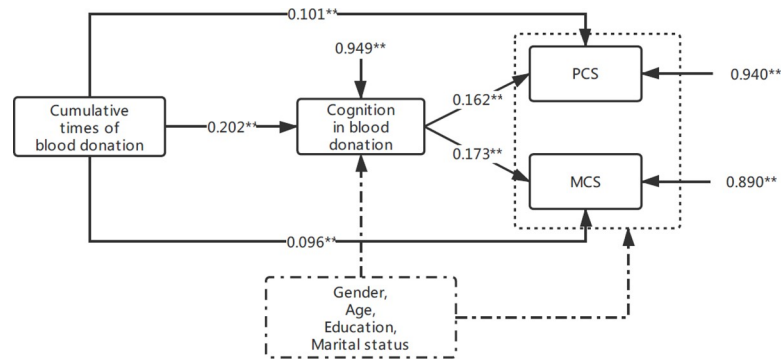 0.101**
0.949**
PCS
0.940**
0.162**
Cumulative
times of
blood donation
0.202**
Cognition
in blood
donation
0.173**
MCS
0.890**
0.096**
Gender,
Age,
Education,
Marital status